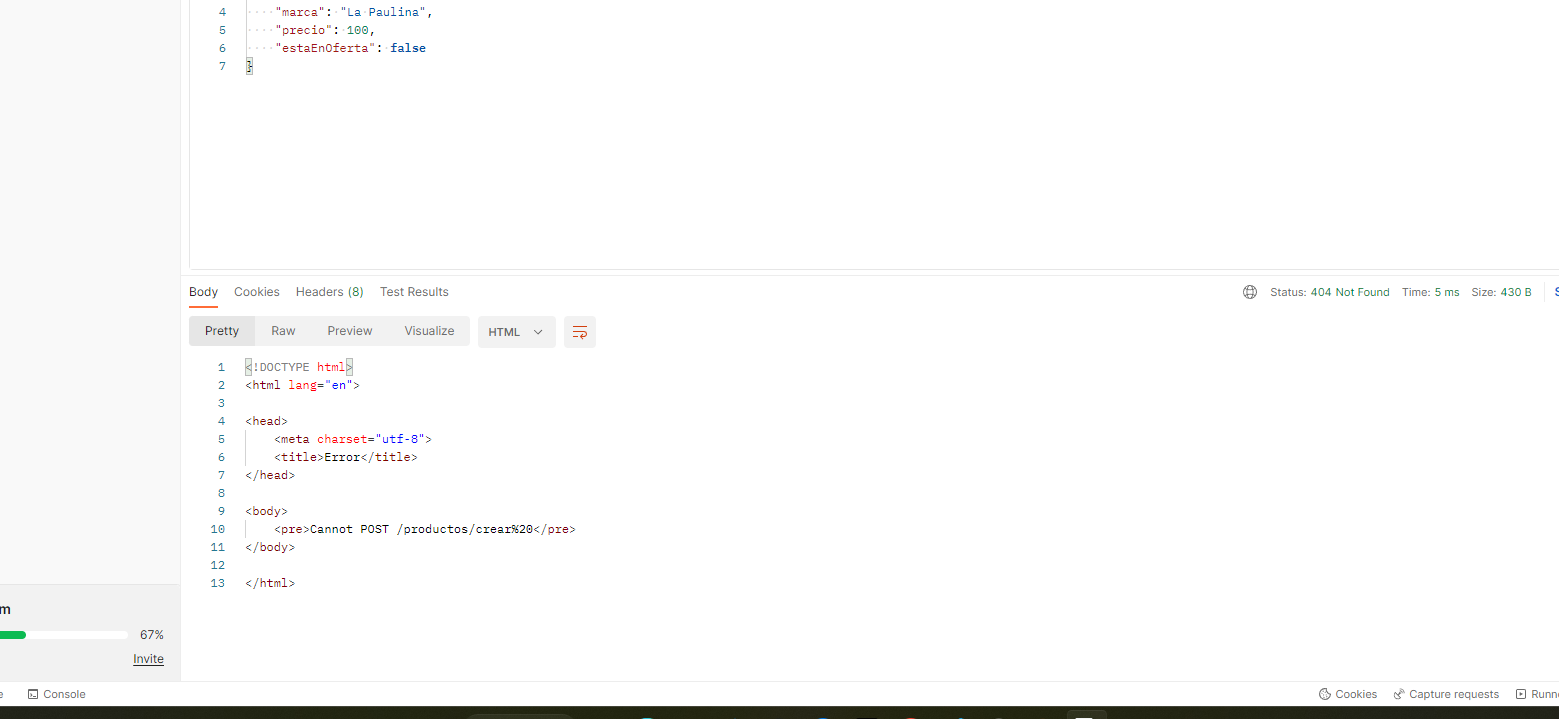 4 "marca": "La Paulina",
5 "precio": 100,
6 "estaEnOferta": false
7 }
Body Cookies Headers (8) Test Results Status: 404 Not Found Time: 5 ms Size: 430 B
Pretty Raw Preview Visualize HTML
1 <!DOCTYPE html>
2 <html lang="en">
3
4 <head>
5 <meta charset="utf-8">
6 <title>Error</title>
7 </head>
8
9 <body>
10 <pre>Cannot POST /productos/crear%20</pre>
11 </body>
12
13 </html>
m
67%
Invite
e Console Cookies Capture requests Runn